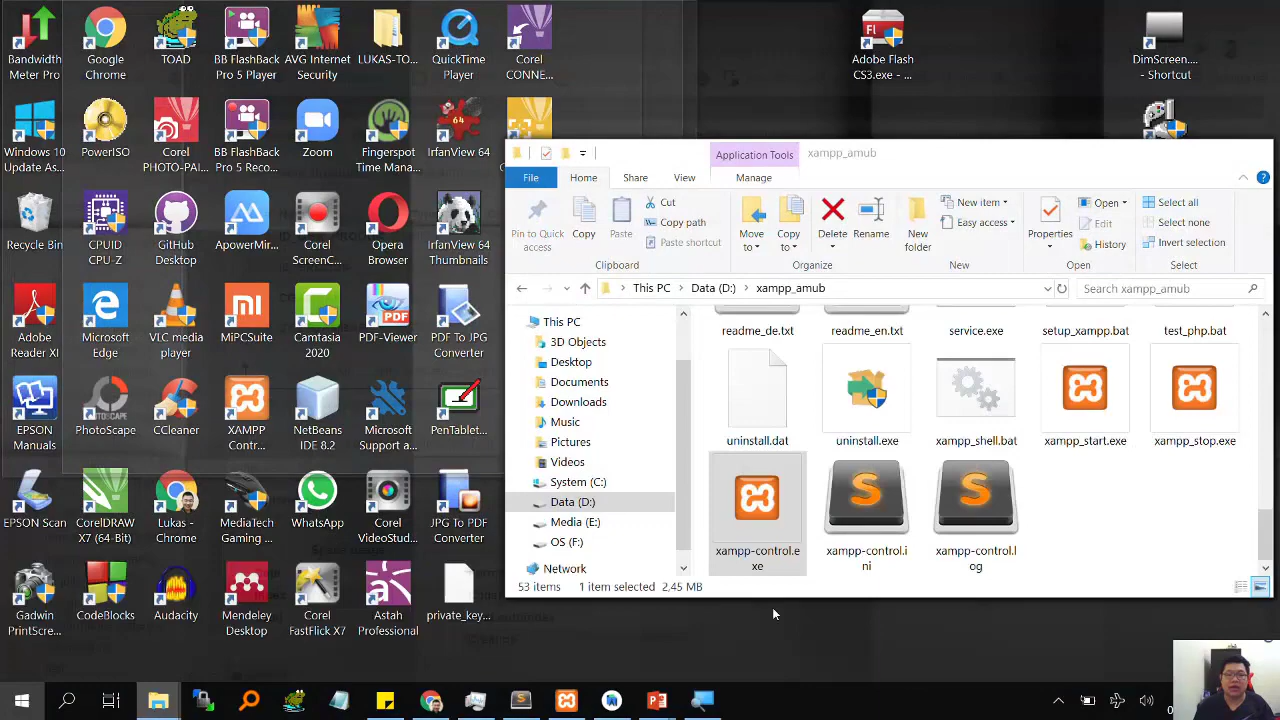 Bandwidth
Meter Pro
Google
Chrome
TOAD
BB FlashBack
Pro 5 Player
AVG Internet
Security
LUKAS-TO...
QuickTime
Player
Corel
CONNE...
Adobe Flash
CS3.exe - ...
DimScreen....
- Shortcut
Windows 10
Update As...
PowerISO
Corel
PHOTO-PAI...
BB FlashBack
Pro 5 Reco...
Zoom
Fingerspot
Time Mana...
64
IrfanView 64
Recycle Bin
CPUID
CPU-Z
GitHub
Desktop
ApowerMir...
Corel
ScreenC...
Opera
Browser
IrfanView 64
Thumbnails
Adobe
Reader XI
Microsoft
Edge
VLC media
player
MiPCSuite
Camtasia
2020
PDF-Viewer
PDF To JPG
Converter
EPSON
Manuals
PhotoScape
CCleaner
XAMPP
Contr...
NetBeans
IDE 8.2
Microsoft
Support a...
PenTablet...
EPSON Scan
CorelDRAW
X7 (64-Bit)
Lukas -
Chrome
MediaTech
Gaming ...
WhatsApp
Corel
VideoStud...
JPG To PDF
Converter
Gadwin
PrintScre...
CodeBlocks
Audacity
Mendeley
Desktop
Corel
FastFlick X7
Astah
Professional
private_key...
Application Tools
xampp_amub
File
Home
Share
View
Manage
Pin to Quick
access
Copy
Paste
Cut
Copy path
Paste shortcut
Move
to
Copy
to
Delete
Rename
New
folder
New item
Easy access
Properties
Open
Edit
History
Select all
Select none
Invert selection
Clipboard
Organize
New
Open
Select
This PC
Data (D:)
xampp_amub
Search xampp_amub
This PC
3D Objects
Desktop
Documents
Downloads
Music
Pictures
Videos
System (C:)
Data (D:)
Media (E:)
OS (F:)
Network
readme_de.txt
readme_en.txt
service.exe
setup_xampp.bat
test_php.bat
uninstall.dat
uninstall.exe
xampp_shell.bat
xampp_start.exe
xampp_stop.exe
xampp-control.e
xe
xampp-control.i
ni
xampp-control.l
og
53 items
1 item selected
2,45 MB